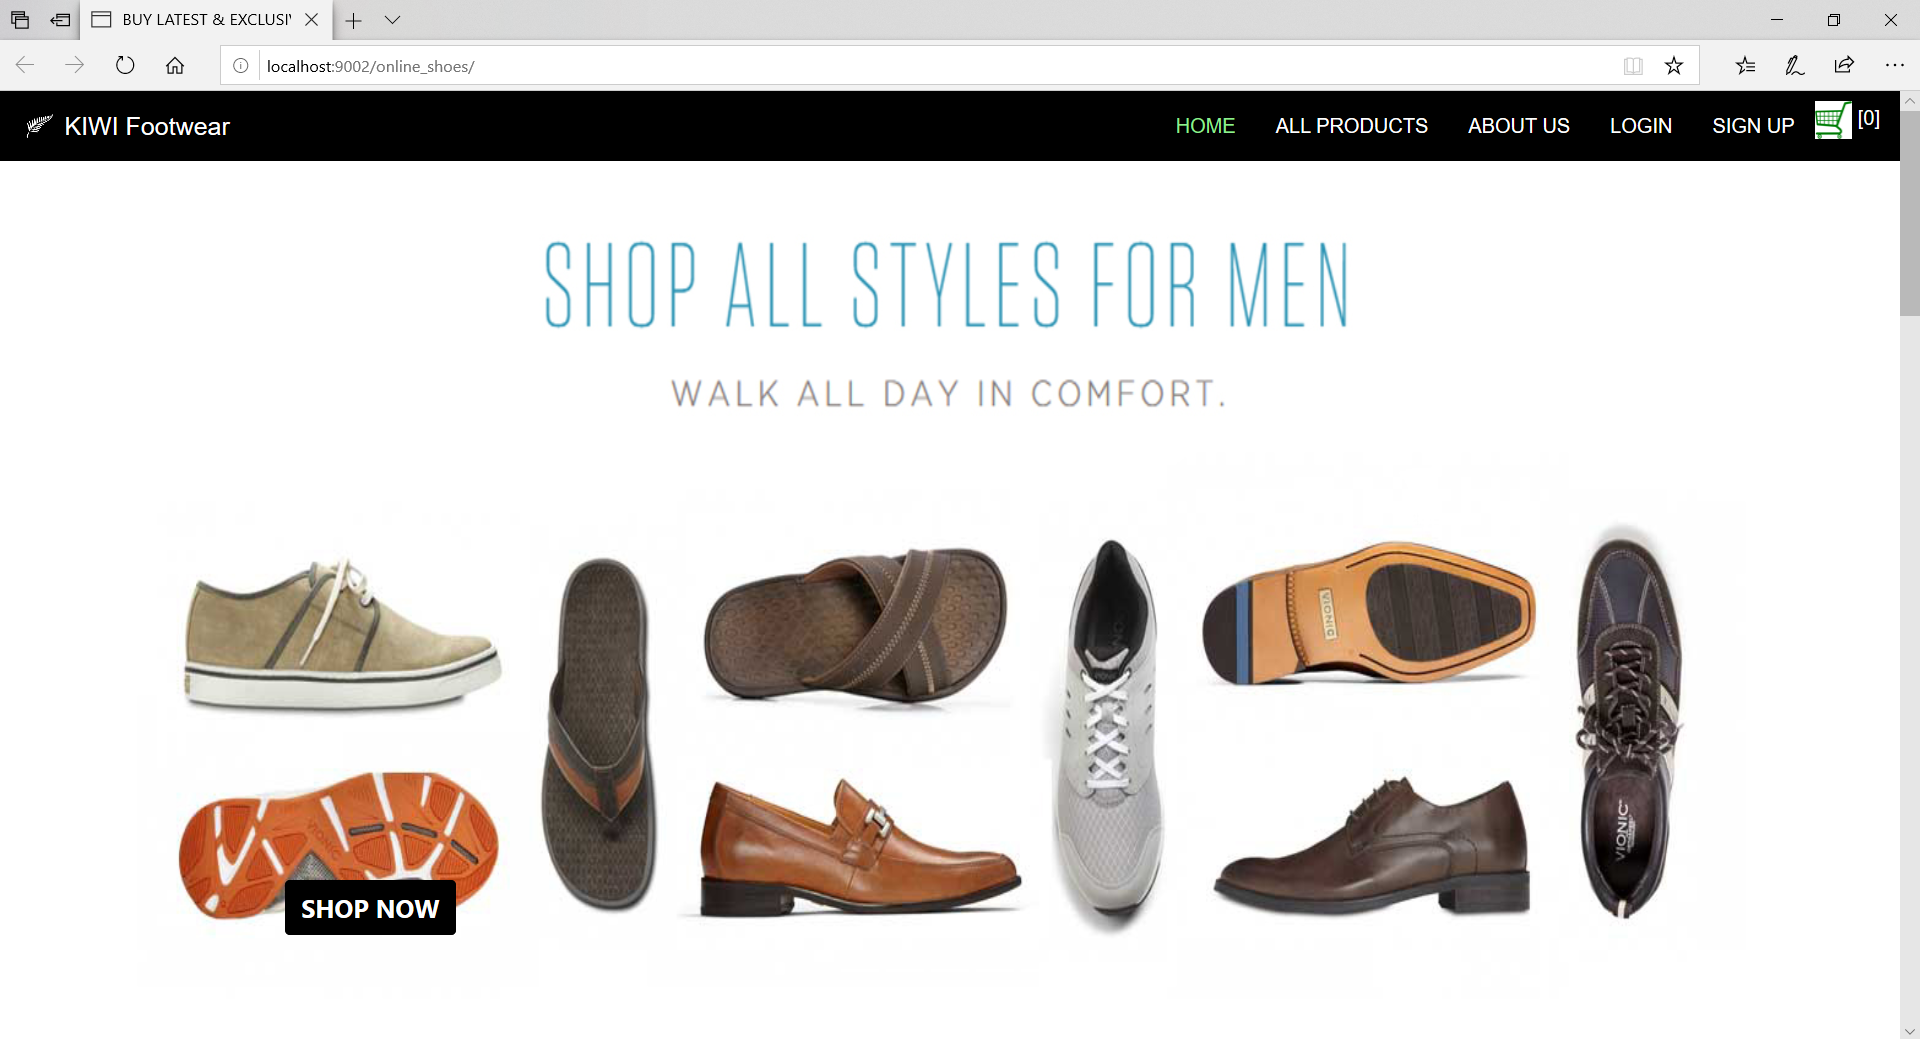 BUY LATEST & EXCLUSI
localhost:9002/online_shoes/
KIWI Footwear
HOME
ALL PRODUCTS
ABOUT US
LOGIN
SIGN UP
[0]
SHOP ALL STYLES FOR MEN
WALK ALL DAY IN COMFORT.
VIONIC
VIONIC
VIONIC
SHOP NOW